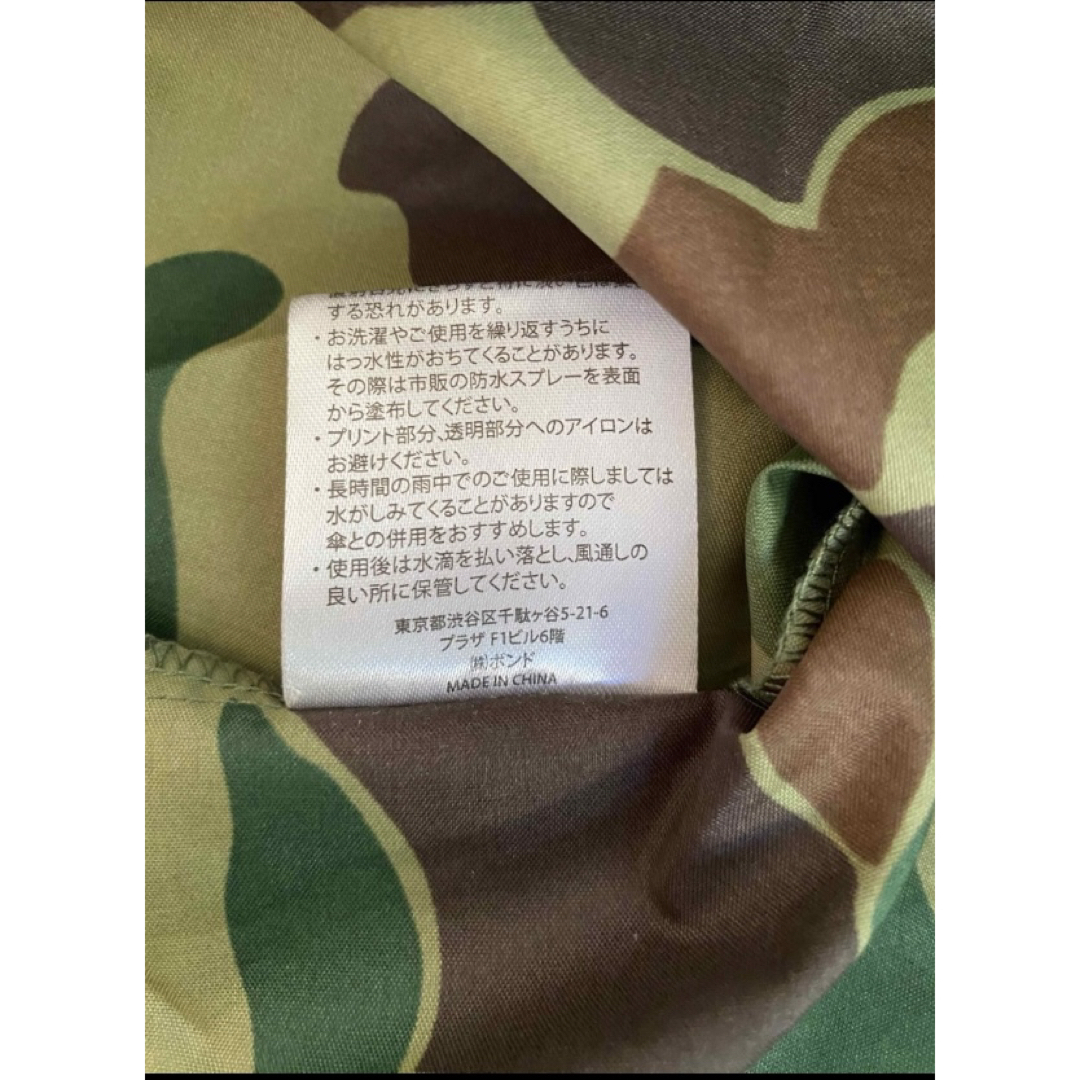 する恐れがあります。
・お洗濯やご使用を繰り返すうちに
はっ水性がおちてくることがあります。
その際は市販の防水スプレーを表面
から塗布してください。
・プリント部分、透明部分へのアイロンは
お避けください。
・長時間の雨中でのご使用に際しましては
水がしみてくることがありますので
傘との併用をおすすめします。
・使用後は水滴を払い落とし、風通しの
良い所に保管してください。
東京都渋谷区千駄ヶ谷5-21-6
プラザ F1ビル6階
㈱ボンド
MADE IN CHINA